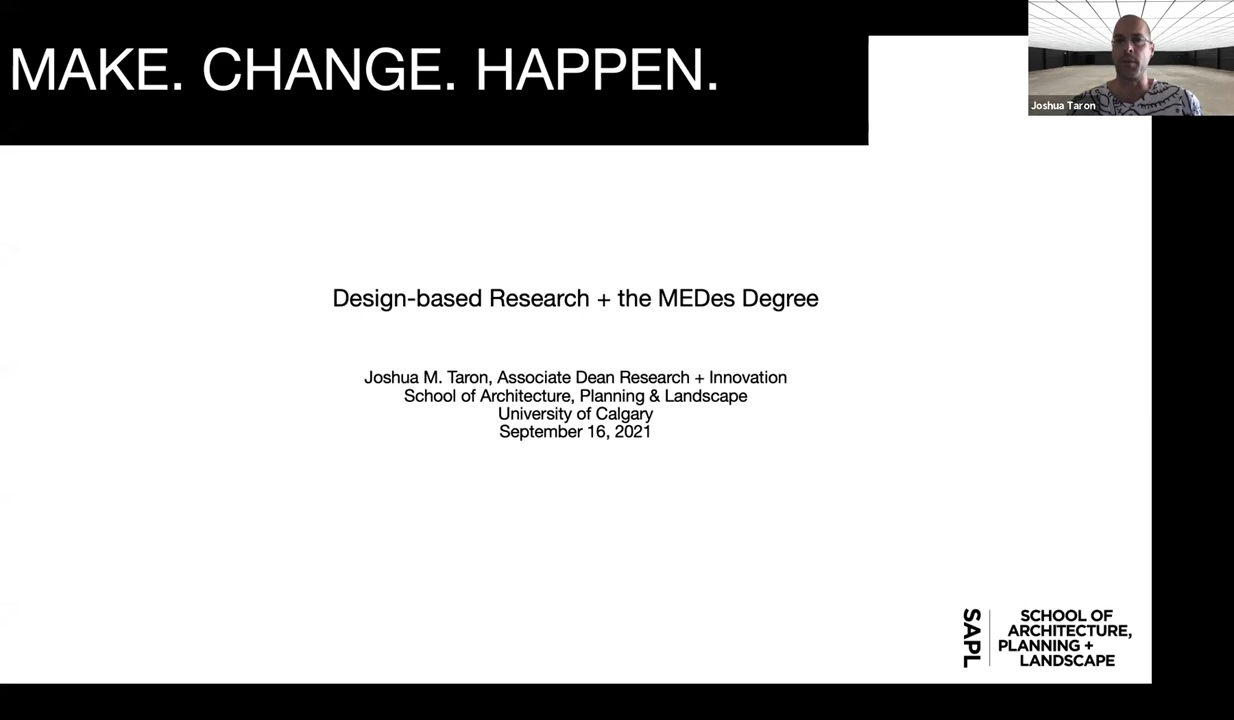 MAKE. CHANGE. HAPPEN.
Joshua Taron
Design-based Research + the MEDes Degree
Joshua M. Taron, Associate Dean Research + Innovation
School of Architecture, Planning & Landscape
University of Calgary
September 16, 2021
SAPL
SCHOOL OF
ARCHITECTURE,
PLANNING +
LANDSCAPE